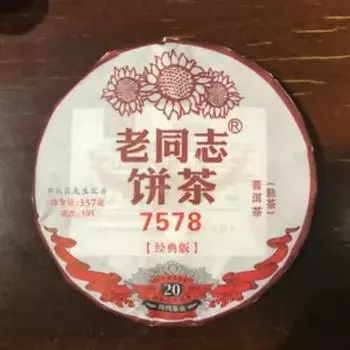 老同志®
饼茶
7578
【经典版】
普洱茶
(熟茶)
净含量:357克
批次:191
20